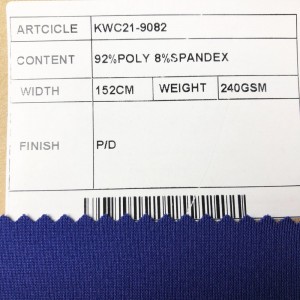 ARTCICLE KWC21-9082
CONTENT 92%POLY 8%SPANDEX
WIDTH 152CM WEIGHT 240GSM
FINISH P/D